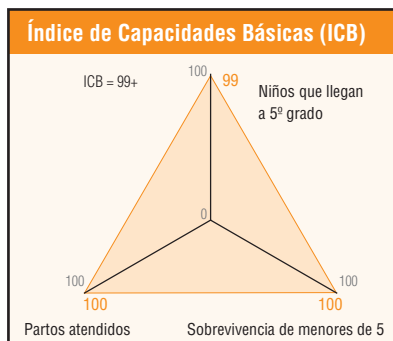 Índice de Capacidades Básicas (ICB)
ICB = 99+
100
99
Niños que llegan
a 5º grado
0
100
100
100
100
Partos atendidos
Sobrevivencia de menores de 5